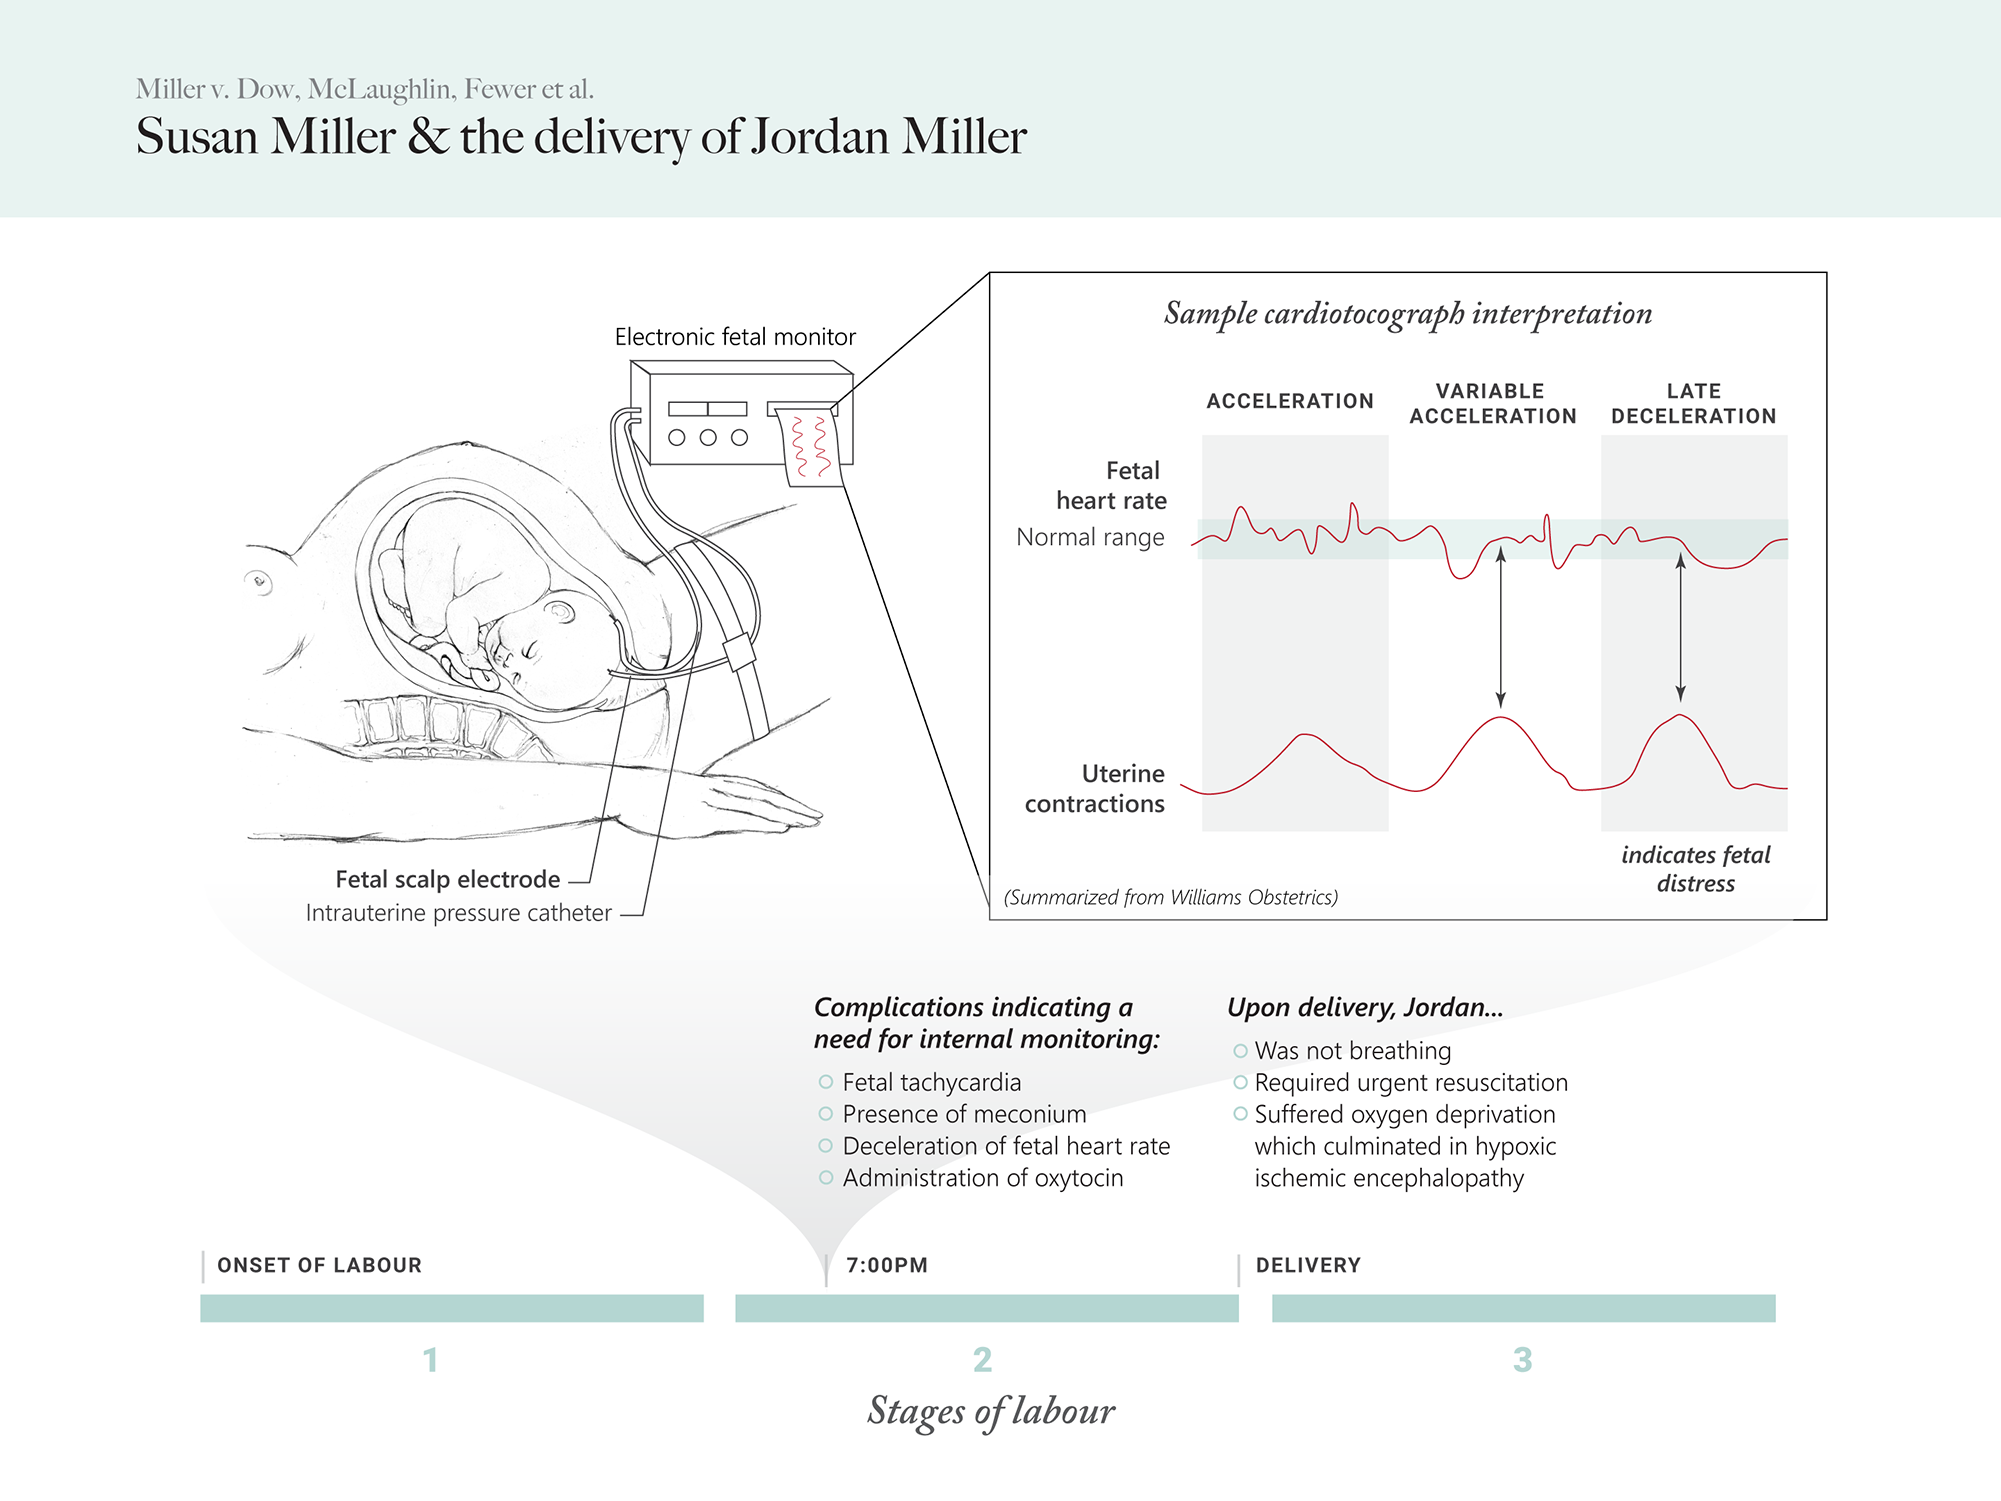 Miller v. Dow, McLaughlin, Fewer et al.
Susan Miller & the delivery of Jordan Miller
Electronic fetal monitor
Fetal scalp electrode
Intrauterine pressure catheter
Sample cardiotocograph interpretation
ACCELERATION
VARIABLE
ACCELERATION
LATE
DECELERATION
Fetal
heart rate
Normal range
Uterine
contractions
indicates fetal
distress
(Summarized from Williams Obstetrics)
Complications indicating a
need for internal monitoring:
Fetal tachycardia
Presence of meconium
Deceleration of fetal heart rate
Administration of oxytocin
Upon delivery, Jordan...
Was not breathing
Required urgent resuscitation
Suffered oxygen deprivation
which culminated in hypoxic
ischemic encephalopathy
ONSET OF LABOUR
7:00PM
DELIVERY
1
2
3
Stages of labour